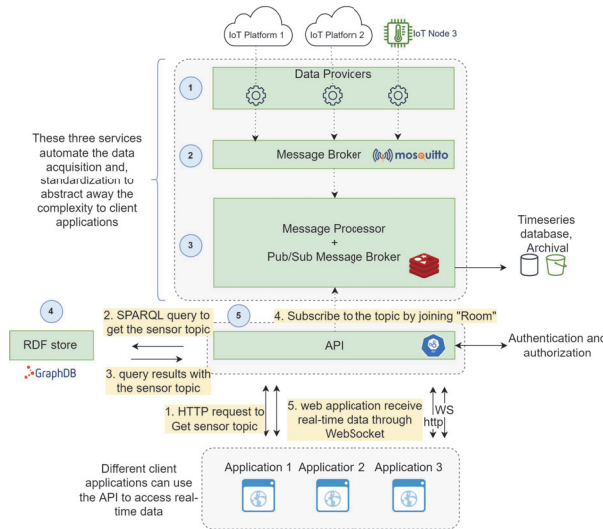 IoT Platform 1
IoT Platform 2
IoT Node 3
Data Provicers
1
These three services
automate the data
acquisition and,
standardization to
abstract away the
complexity to client
applications
2
Message Broker
mosquitto
3
Message Processor
+
Pub/Sub Message Broker
Timeseries
database,
Archival
4
2. SPARQL query to
get the sensor topic
5
4. Subscribe to the topic by joining "Room"
RDF store
API
Authentication and
authorization
GraphDB
3. query results with
the sensor topic
1. HTTP request to
Get sensor topic
5. web application receive
real-time data through
WebSocket
WS
http
Different client
applications can use
the API to access real-
time data
Application 1
Application 2
Application 3